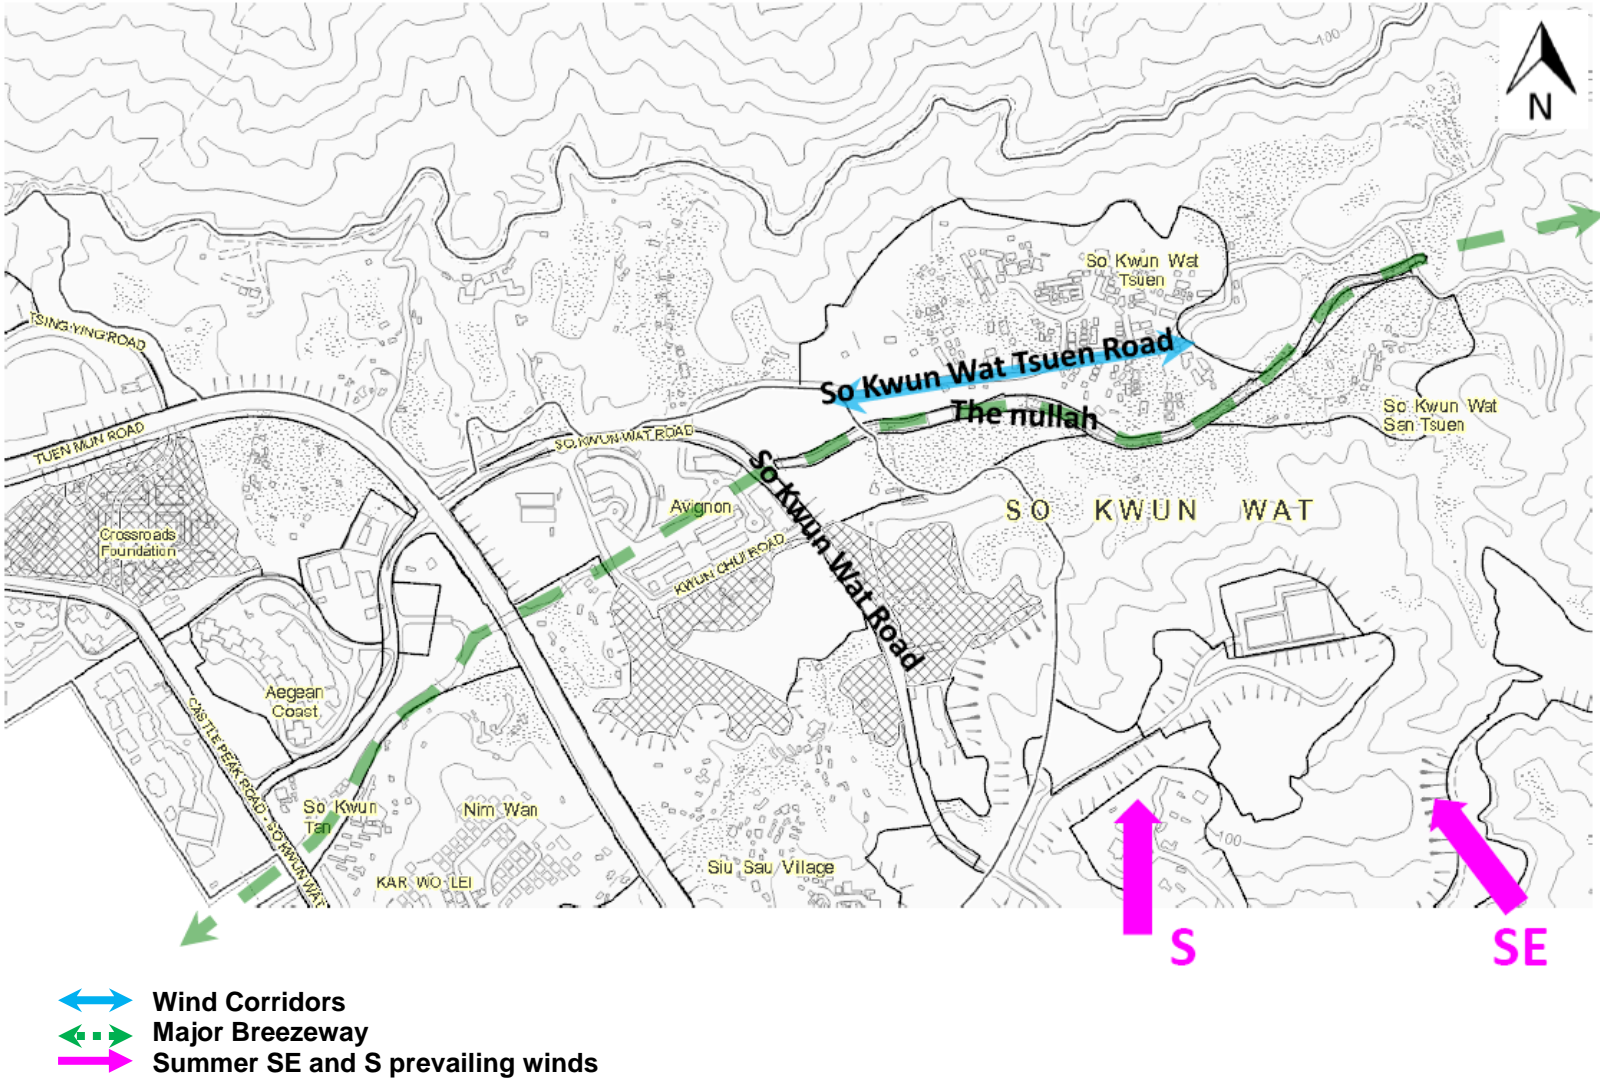 100
N
So Kwun Wat
Tsuen
TSING YING ROAD
So Kwun Wat Tsuen Road
The nullah
So Kwun Wat
San Tsuen
TUEN MUN ROAD
SO KWUN WAT ROAD
So Kwun Wat Road
Avignon
SO KWUN WAT
Crossroads
Foundation
KWUN CHUI ROAD
Aegean
Coast
CASTLE PEAK ROAD - SO KWUN WAT
So Kwun
Tan
Nim Wan
KAR WO LEI
Siu Sau Village
100
S
SE
Wind Corridors
Major Breezeway
Summer SE and S prevailing winds